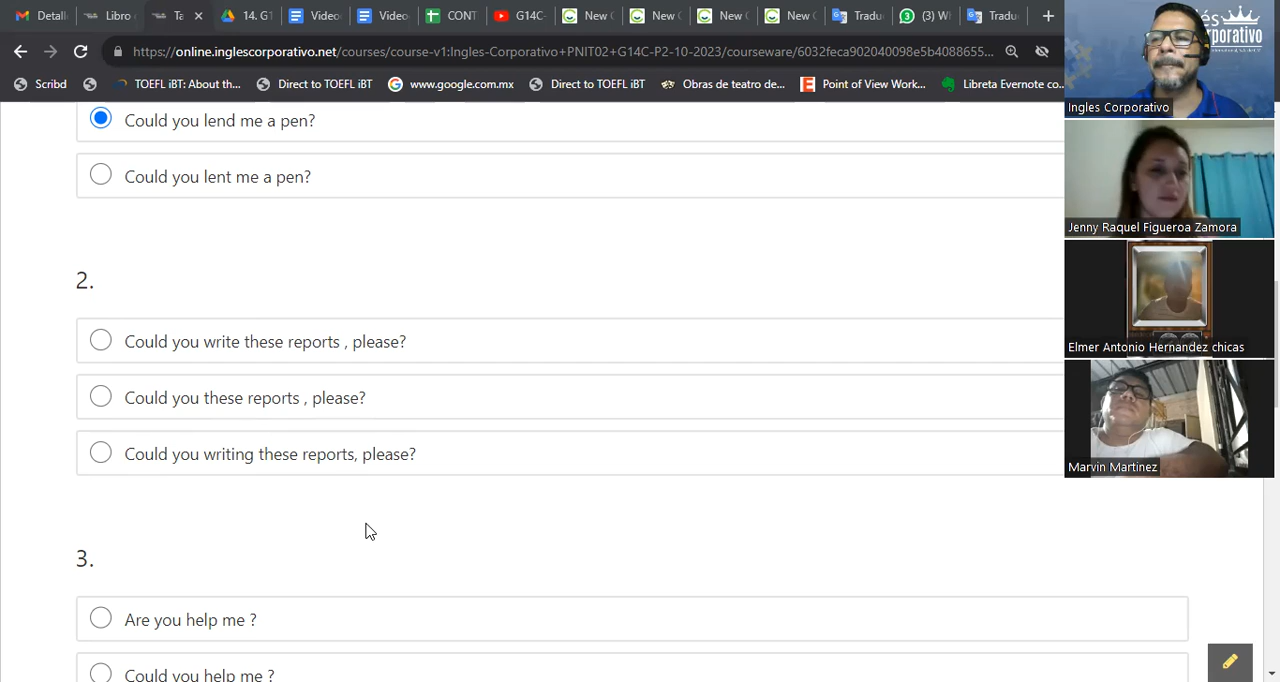 Detall
Libro
Ta
14. G1
Video
Video
CONT
G14C-
New
New
New
New
Tradu
(3) W
Tradu
https://online.inglescorporativo.net/courses/course-v1:Ingles-Corporativo+PNIT02+G14C-P2-10-2023/courseware/6032feca902040098e5b4088655...
Scribd
TOEFL iBT: About th...
Direct to TOEFL iBT
www.google.com.mx
Direct to TOEFL iBT
Obras de teatro de...
Point of View Work...
Libreta Evernote co...
Ingles Corporativo
Jenny Raquel Figueroa Zamora
Elmer Antonio Hernandez chicas
Marvin Martinez
Could you lend me a pen?
Could you lent me a pen?
2.
Could you write these reports , please?
Could you these reports , please?
Could you writing these reports, please?
3.
Are you help me ?
Could you help me ?